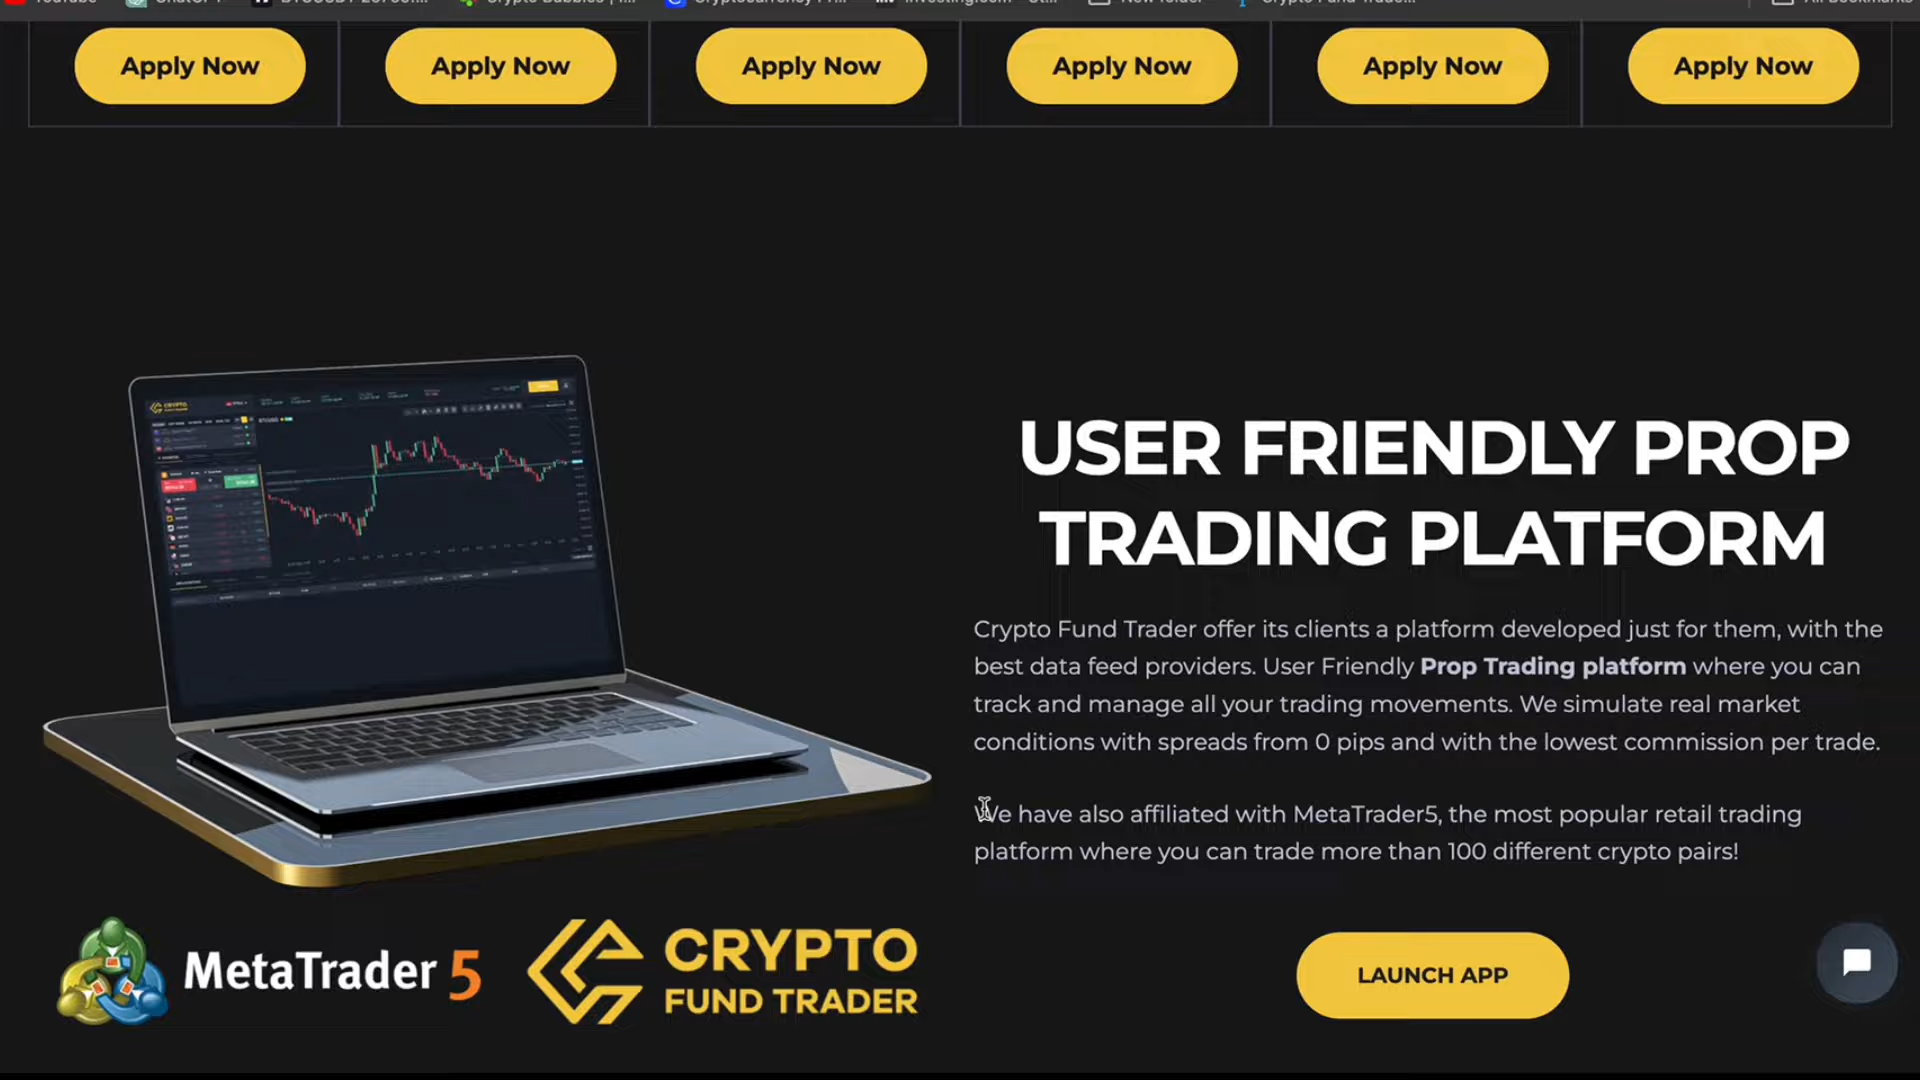 YouTube
Apply Now
Apply Now
Apply Now
Apply Now
Apply Now
Apply Now
USER FRIENDLY PROP
TRADING PLATFORM
Crypto Fund Trader offer its clients a platform developed just for them, with the
best data feed providers. User Friendly Prop Trading platform where you can
track and manage all your trading movements. We simulate real market
conditions with spreads from 0 pips and with the lowest commission per trade.
We have also affiliated with MetaTrader5, the most popular retail trading
platform where you can trade more than 100 different crypto pairs!
MetaTrader 5
CRYPTO
FUND TRADER
LAUNCH APP